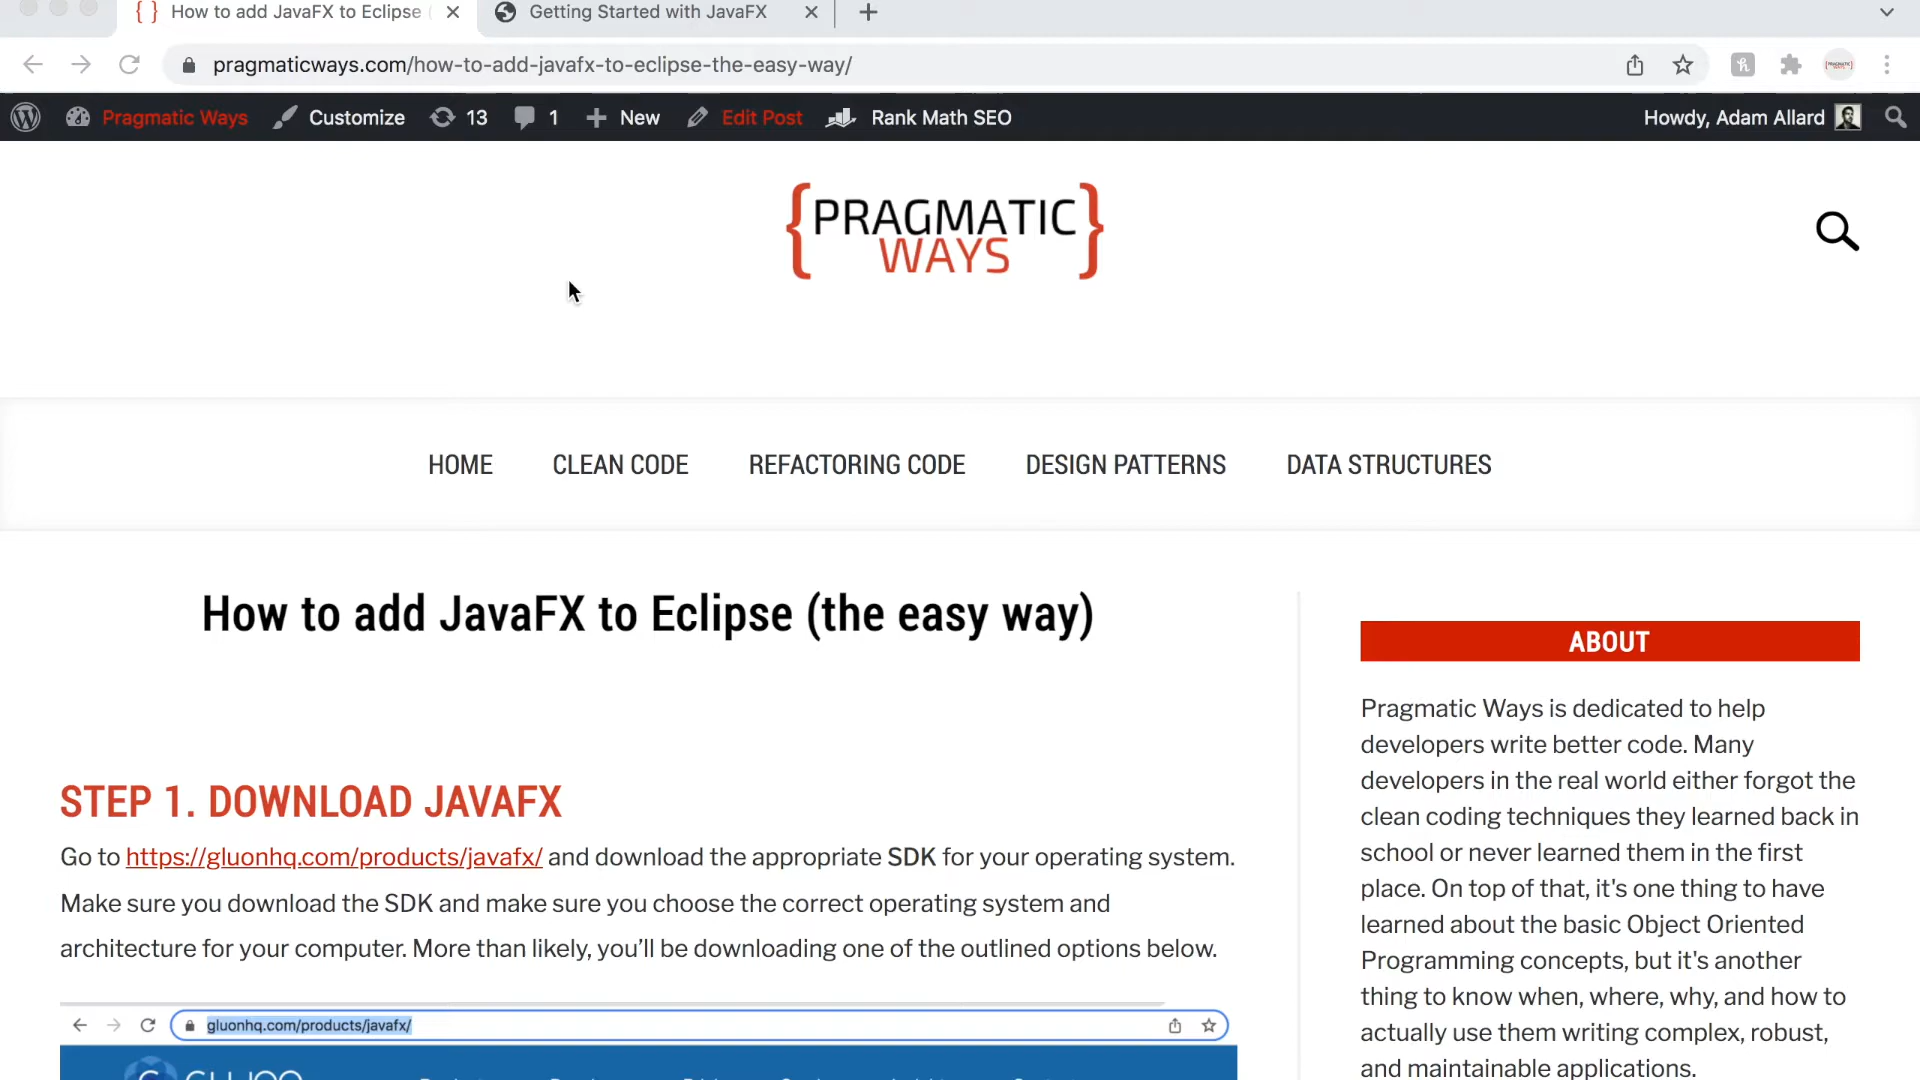 How to add JavaFX to Eclipse (
Getting Started with JavaFX
pragmaticways.com/how-to-add-javafx-to-eclipse-the-easy-way/
Pragmatic Ways
Customize
13
1
New
Edit Post
Rank Math SEO
Howdy, Adam Allard
{PRAGMATIC
WAYS}
HOME
CLEAN CODE
REFACTORING CODE
DESIGN PATTERNS
DATA STRUCTURES
How to add JavaFX to Eclipse (the easy way)
STEP 1. DOWNLOAD JAVAFX
Go to https://gluonhq.com/products/javafx/ and download the appropriate SDK for your operating system.
Make sure you download the SDK and make sure you choose the correct operating system and
architecture for your computer. More than likely, you’ll be downloading one of the outlined options below.
gluonhq.com/products/javafx/
ABOUT
Pragmatic Ways is dedicated to help
developers write better code. Many
developers in the real world either forgot the
clean coding techniques they learned back in
school or never learned them in the first
place. On top of that, it's one thing to have
learned about the basic Object Oriented
Programming concepts, but it's another
thing to know when, where, why, and how to
actually use them writing complex, robust,
and maintainable applications.